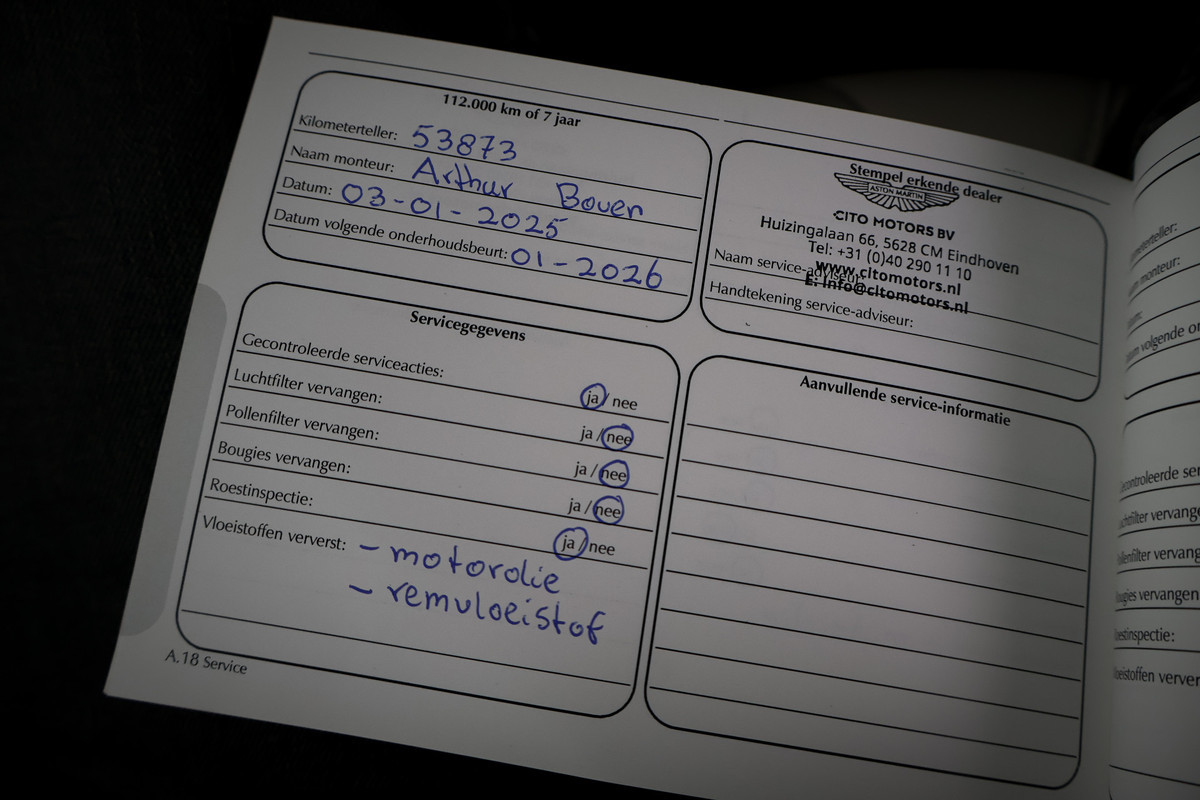 112.000 km of 7 jaar
Kilometerteller: 53873
Naam monteur: Arthur Boven
Datum: 03-01-2025
Datum volgende onderhoudsbeurt: 01-2026
Stempel erkende dealer
ASTON MARTIN
CITO MOTORS BV
Huizingalaan 66, 5628 CM Eindhoven
Tel: +31 (0)40 290 11 10
www.citomotors.nl
E: info@citomotors.nl
Naam service-adviseur:
Handtekening service-adviseur:
Servicegegevens
Gecontroleerde serviceacties: ja / nee
Luchtfilter vervangen: ja / nee
Pollenfilter vervangen: ja / nee
Bougies vervangen: ja / nee
Roestinspectie: ja / nee
Vloeistoffen ververst: - motorolie
- remvloeistof
Aanvullende service-informatie
A.18 Service